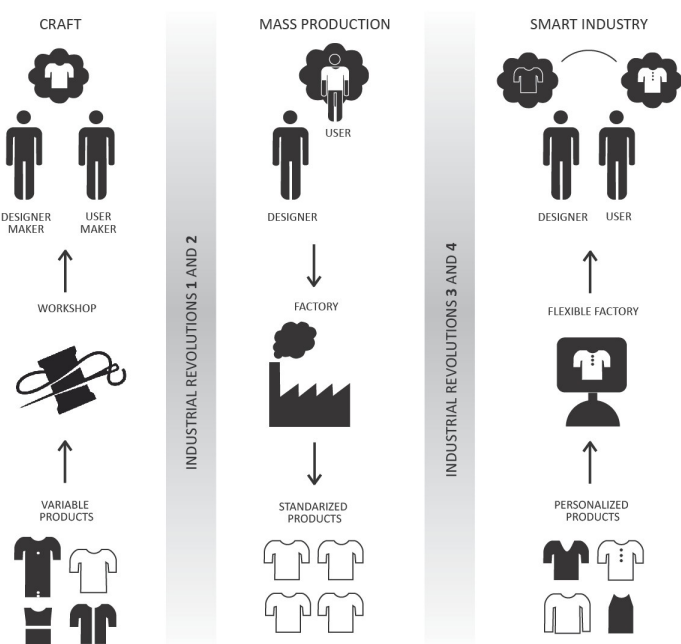 CRAFT
DESIGNER
MAKER
USER
MAKER
WORKSHOP
VARIABLE
PRODUCTS
INDUSTRIAL REVOLUTIONS 1 AND 2
MASS PRODUCTION
USER
DESIGNER
FACTORY
STANDARIZED
PRODUCTS
INDUSTRIAL REVOLUTIONS 3 AND 4
SMART INDUSTRY
DESIGNER
USER
FLEXIBLE FACTORY
PERSONALIZED
PRODUCTS